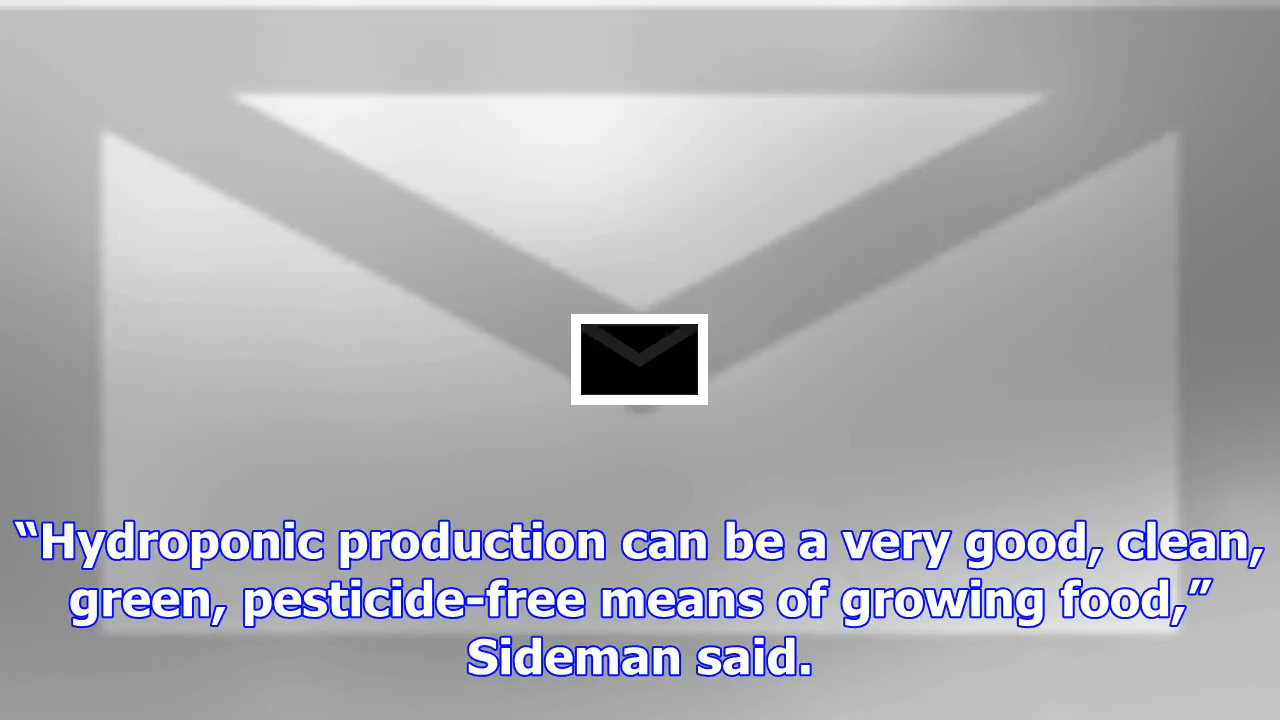 “Hydroponic production can be a very good, clean,
green, pesticide-free means of growing food,”
Sideman said.